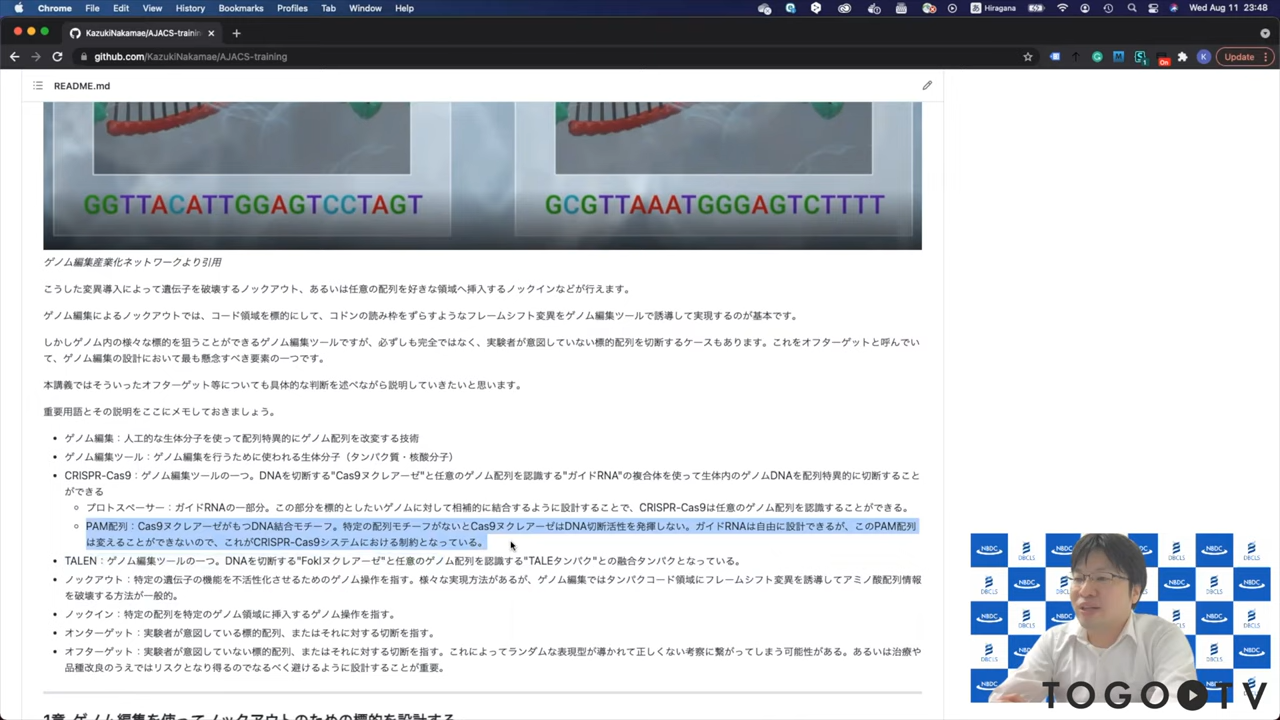 Chrome File Edit View History Bookmarks Profiles Tab Window Help Hiragana Wed Aug 11 23:48
KazukiNakamae/AJACS-trainin
github.com/KazukiNakamae/AJACS-training
Update
README.md
GGTTACATTGGAGTCCTAGT GCGTTAAATGGGAGTCTTTT
ゲノム編集産業化ネットワークより引用
こうした変異導入によって遺伝子を破壊するノックアウト、あるいは任意の配列を好きな領域へ挿入するノックインなどが行えます。
ゲノム編集によるノックアウトでは、コード領域を標的にして、コドンの読み枠をずらすようなフレームシフト変異をゲノム編集ツールで誘導して実現するのが基本です。
しかしゲノム内の様々な標的を狙うことができるゲノム編集ツールですが、必ずしも完全ではなく、実験者が意図していない標的配列を切断するケースもあります。これをオフターゲットと呼んでい
て、ゲノム編集の設計において最も懸念すべき要素の一つです。
本講義ではそういったオフターゲット等についても具体的な判断を述べながら説明していきたいと思います。
重要用語とその説明をここにメモしておきましょう。
• ゲノム編集：人工的な生体分子を使って配列特異的にゲノム配列を改変する技術
• ゲノム編集ツール：ゲノム編集を行うために使われる生体分子（タンパク質・核酸分子）
• CRISPR-Cas9：ゲノム編集ツールの一つ。DNAを切断する"Cas9ヌクレアーゼ"と任意のゲノム配列を認識する"ガイドRNA"の複合体を使って生体内のゲノムDNAを配列特異的に切断すること
ができる
◦ プロトスペーサー：ガイドRNAの一部分。この部分を標的としたいゲノムに対して相補的に結合するように設計することで、CRISPR-Cas9は任意のゲノム配列を認識することができる。
◦ PAM配列：Cas9ヌクレアーゼがもつDNA結合モチーフ。特定の配列モチーフがないとCas9ヌクレアーゼはDNA切断活性を発揮しない。ガイドRNAは自由に設計できるが、このPAM配列
は変えることができないので、これがCRISPR-Cas9システムにおける制約となっている。
• TALEN：ゲノム編集ツールの一つ。DNAを切断する"FokIヌクレアーゼ"と任意のゲノム配列を認識する"TALEタンパク"との融合タンパクとなっている。
• ノックアウト：特定の遺伝子の機能を不活性化させるためのゲノム操作を指す。様々な実現方法があるが、ゲノム編集ではタンパクコード領域にフレームシフト変異を誘導してアミノ酸配列情報
を破壊する方法が一般的。
• ノックイン：特定の配列を特定のゲノム領域に挿入するゲノム操作を指す。
• オンターゲット：実験者が意図している標的配列、またはそれに対する切断を指す。
• オフターゲット：実験者が意図していない標的配列、またはそれに対する切断を指す。これによってランダムな表現型が導かれて正しくない考察に繋がってしまう可能性がある。あるいは治療や
品種改良のうえではリスクとなり得るのでなるべく避けるように設計することが重要。
1章 ゲノム編集を使ってノックアウトのための標的を設計する
NBDC DBCLS
TOGO TV